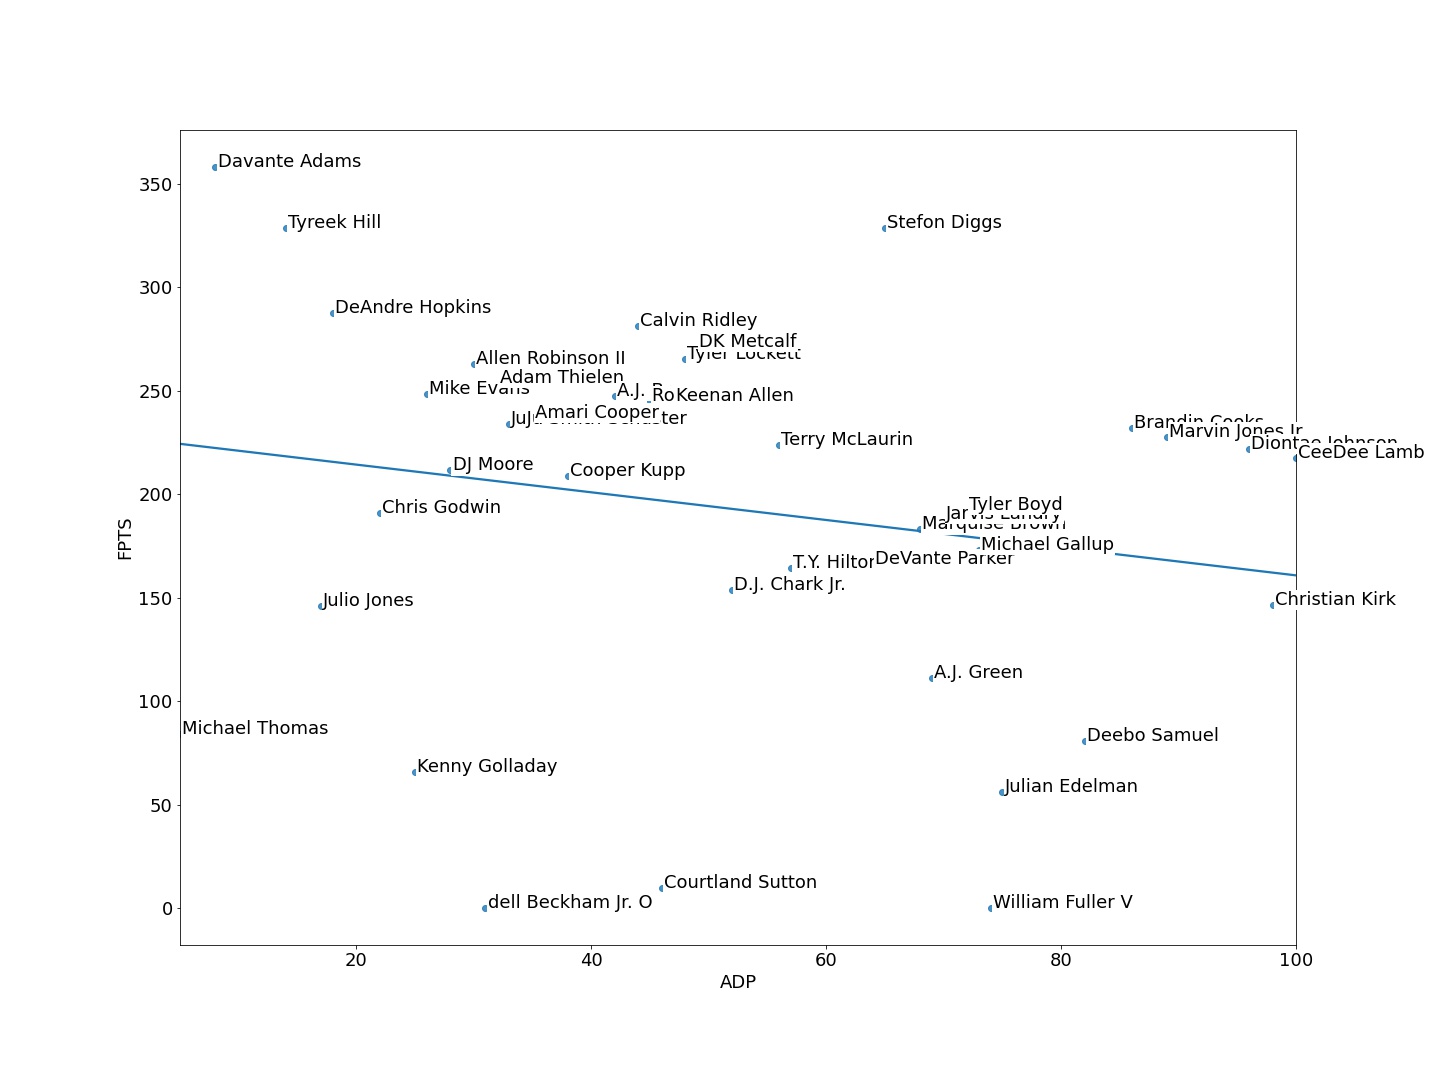 350
300
250
200
150
100
50
0
FPTS
Davante Adams
Tyreek Hill
Stefon Diggs
DeAndre Hopkins
Calvin Ridley
DK Metcalf
Tyler Lockett
Allen Robinson II
Adam Thielen
Mike Evans
A.J.
Ro
Keenan Allen
Amari Cooper
Brandin Cooks
Marvin Jones Jr
Diontae Johnson
CeeDee Lamb
Terry McLaurin
DJ Moore
Cooper Kupp
Chris Godwin
Tyler Boyd
Jarvis Landry
Marquise Brown
Michael Gallup
DeVante Parker
T.Y. Hilton
D.J. Chark Jr.
Julio Jones
Christian Kirk
A.J. Green
Michael Thomas
Deebo Samuel
Kenny Golladay
Julian Edelman
Courtland Sutton
dell Beckham Jr. O
William Fuller V
20 40 60 80 100
ADP